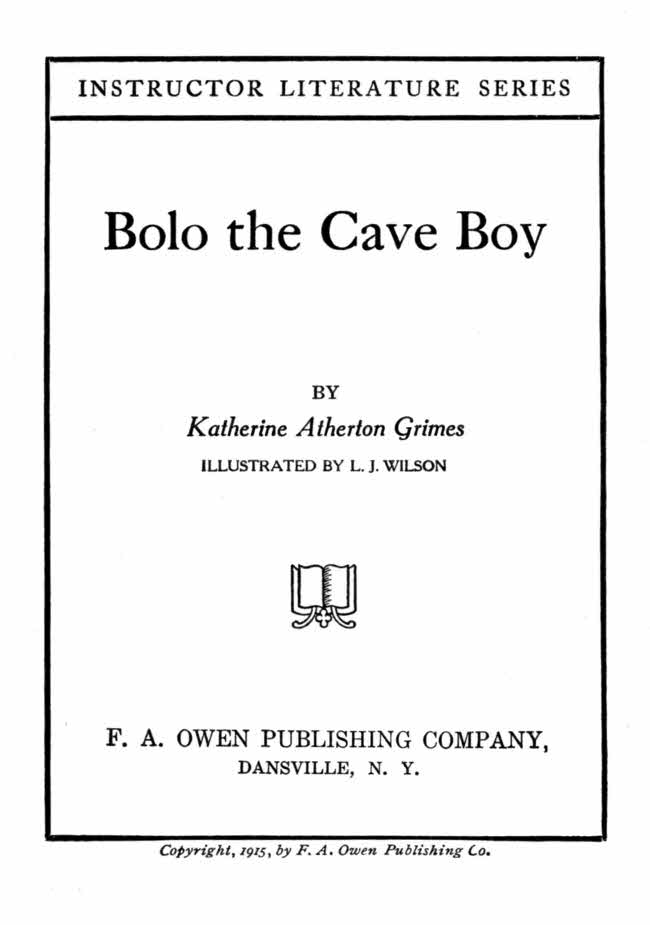 INSTRUCTOR LITERATURE SERIES
Bolo the Cave Boy
BY
Katherine Atherton Grimes
ILLUSTRATED BY L. J. WILSON
F. A. OWEN PUBLISHING COMPANY,
DANSVILLE, N. Y.
Copyright, 1915, by F. A. Owen Publishing Co.